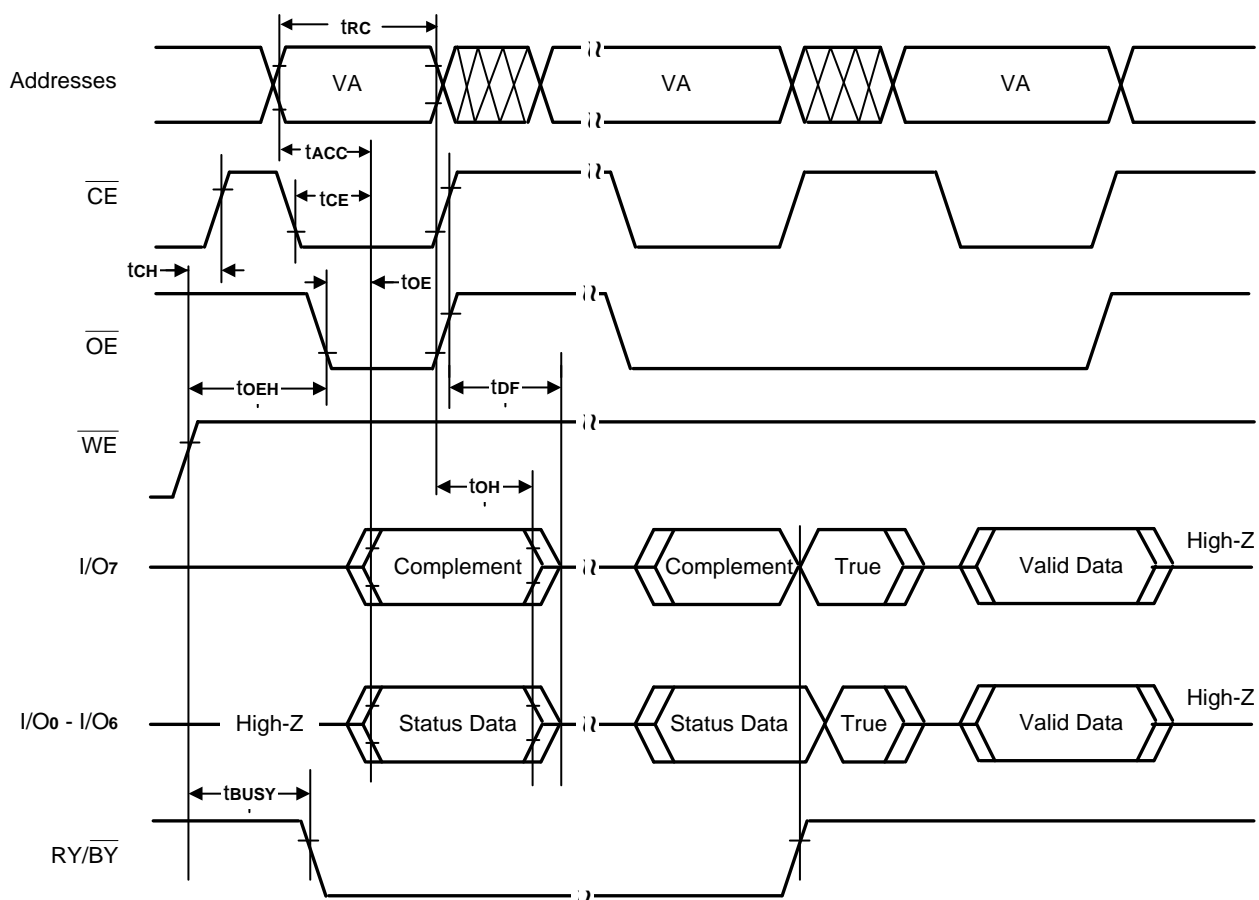 tRC
Addresses VA VA VA
tACC
CE tCE
tCH tOE
OE
tOEH tDF
WE
tOH
I/O7 Complement Complement True Valid Data High-Z
I/O0 - I/O6 High-Z Status Data Status Data True Valid Data High-Z
tBUSY
RY/BY